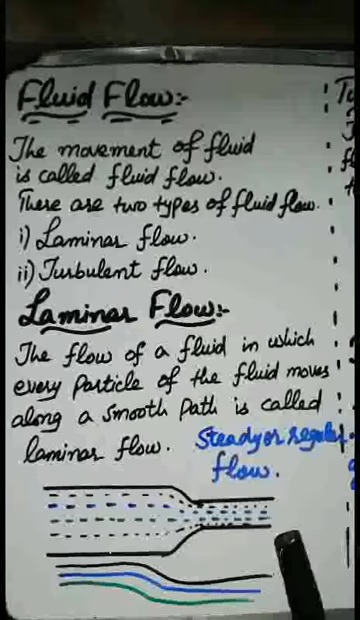 Fluid Flow:-
The movement of fluid
is called fluid flow.
There are two types of fluid flow.
i) Laminar flow.
ii) Turbulent flow.
Laminar Flow:-
The flow of a fluid in which
every Particle of the fluid moves
along a smooth Path is called
laminar flow. Steady or regular
flow.